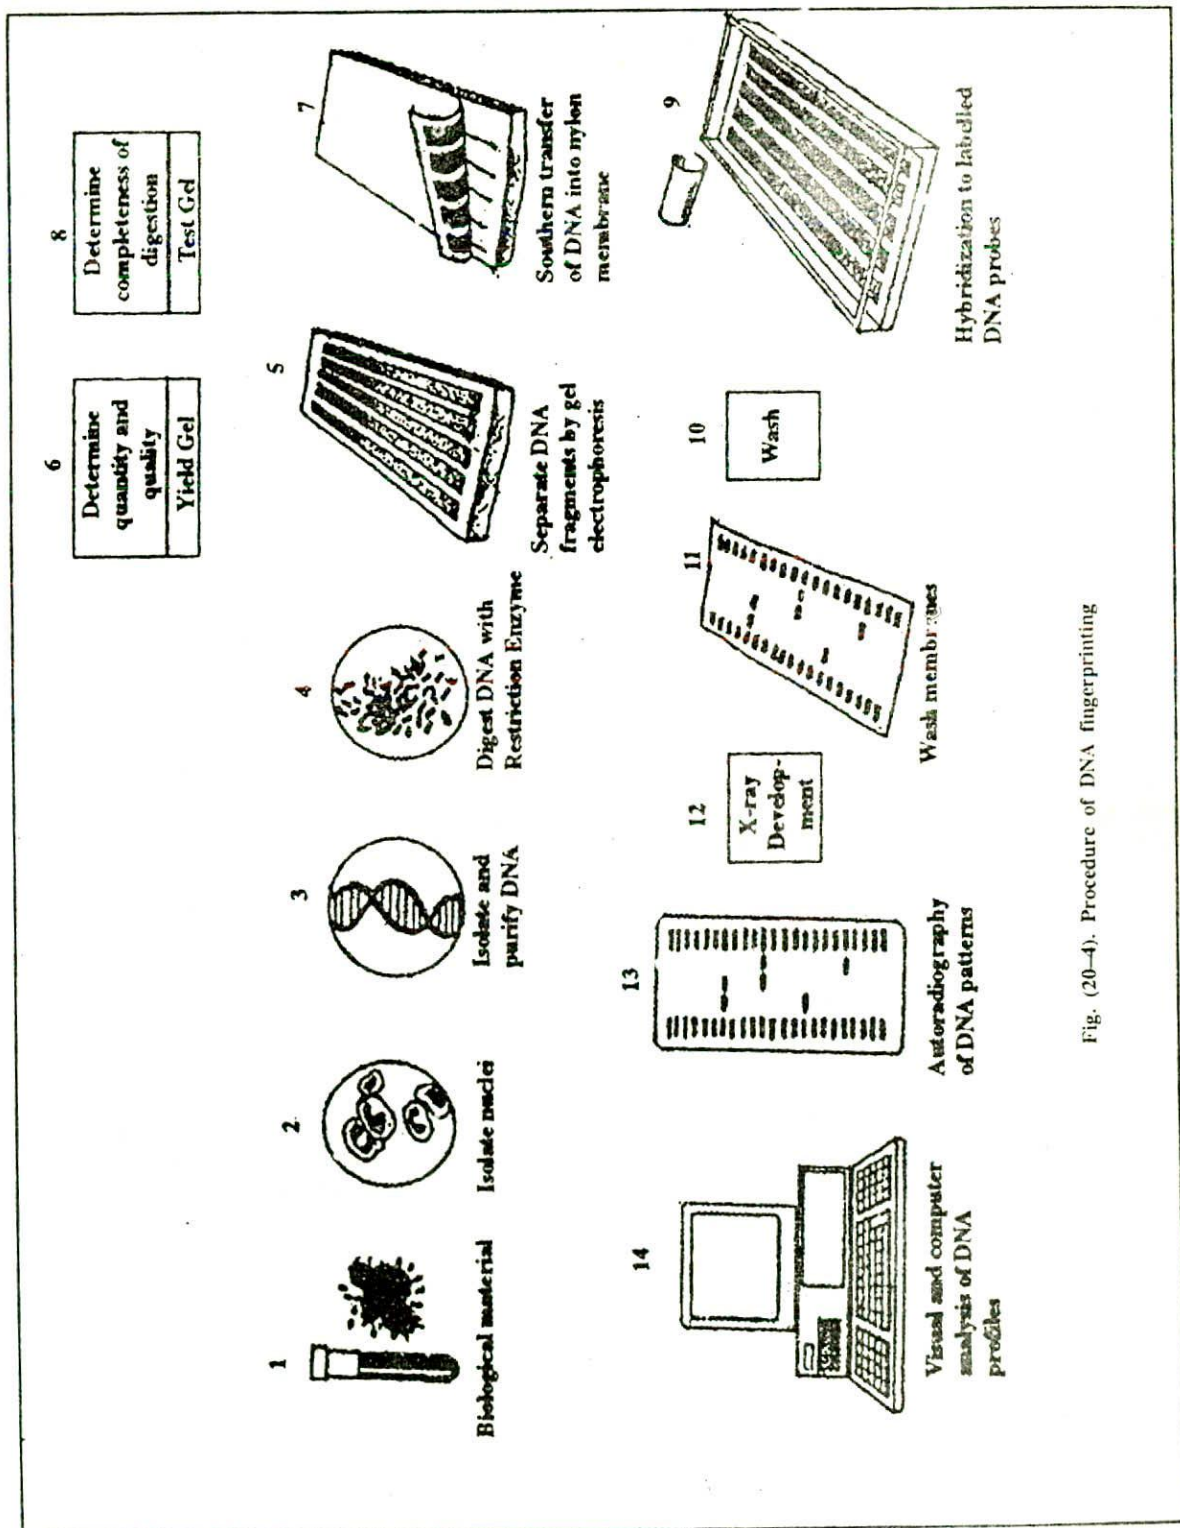 6
Determine
quantity and
quality
Yield Gel
8
Determine
completeness of
digestion
Test Gel
1
Biological material
2
Isolate nuclei
3
Isolate and
purify DNA
4
Digest DNA with
Restriction Enzyme
5
Separate DNA
fragments by gel
electrophoresis
7
Southern transfer
of DNA into nylon
membrane
14
Visual and computer
analysis of DNA
profiles
13
Autoradiography
of DNA patterns
12
X-ray
Develop-
ment
11
Wash membranes
10
Wash
9
Hybridization to labelled
DNA probes
Fig. (20–4). Procedure of DNA fingerprinting